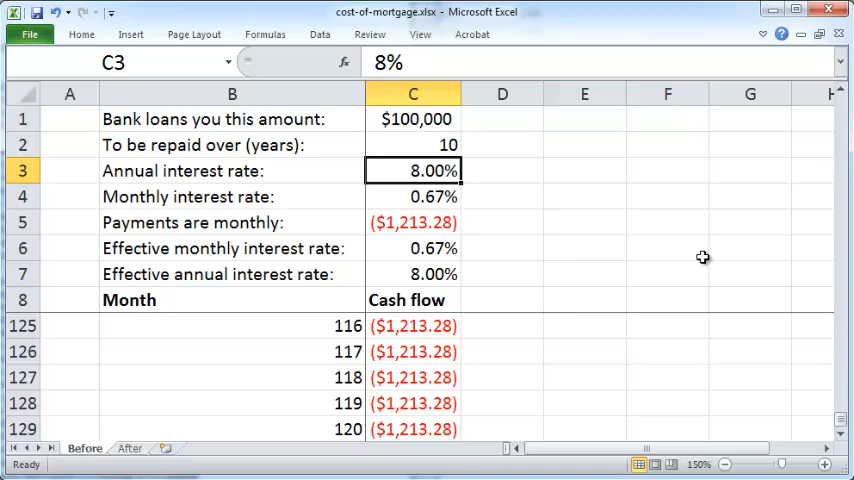 cost-of-mortgage.xlsx - Microsoft Excel
File Home Insert Page Layout Formulas Data Review View Acrobat
C3 fx 8%
A B C D E F G H
1 Bank loans you this amount: $100,000
2 To be repaid over (years): 10
3 Annual interest rate: 8.00%
4 Monthly interest rate: 0.67%
5 Payments are monthly: ($1,213.28)
6 Effective monthly interest rate: 0.67%
7 Effective annual interest rate: 8.00%
8 Month Cash flow
125 116 ($1,213.28)
126 117 ($1,213.28)
127 118 ($1,213.28)
128 119 ($1,213.28)
129 120 ($1,213.28)
Before After
Ready 150%